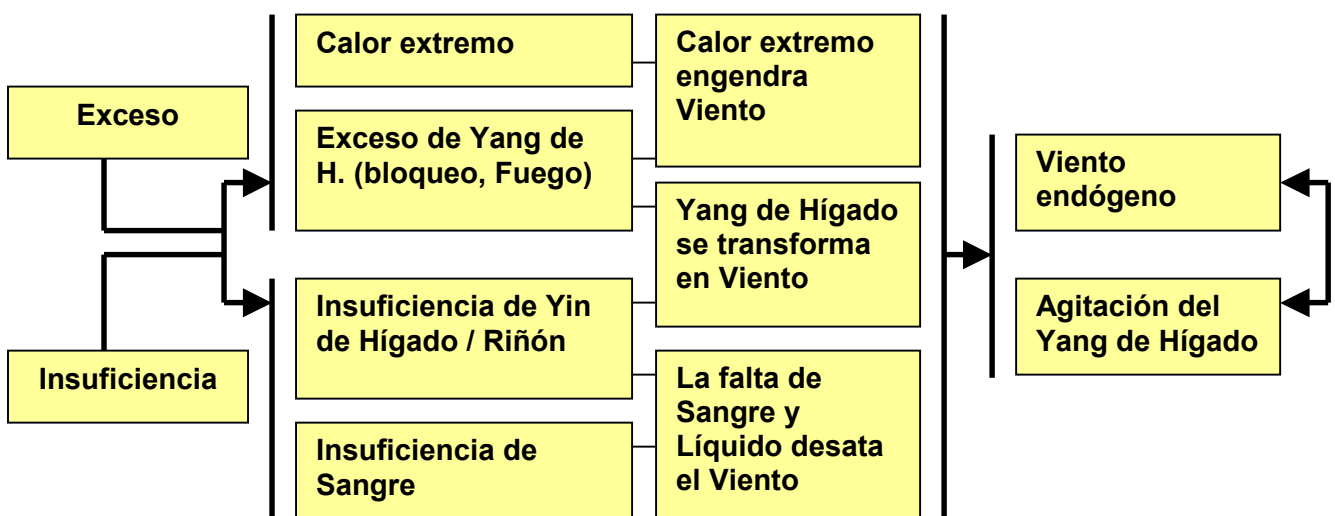 Exceso
Insuficiencia
Calor extremo
Exceso de Yang de
H. (bloqueo, Fuego)
Insuficiencia de Yin
de Hígado / Riñón
Insuficiencia de
Sangre
Calor extremo
engendra
Viento
Yang de Hígado
se transforma
en Viento
La falta de
Sangre y
Líquido desata
el Viento
Viento
endógeno
Agitación del
Yang de Hígado